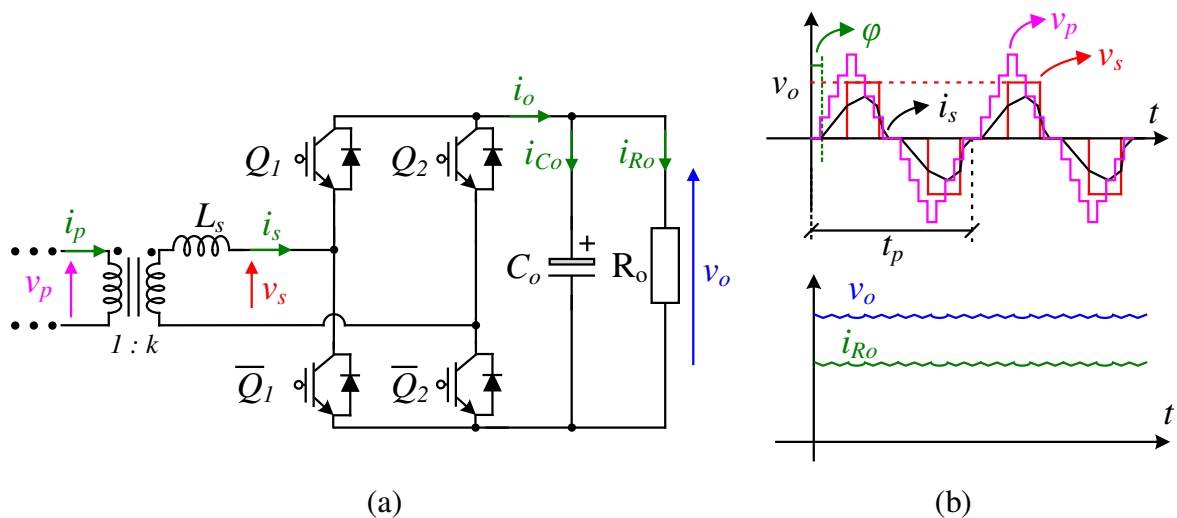 i_o
Q_1
Q_2
i_Co
i_Ro
i_p
L_s
i_s
+
v_p
v_s
C_o
R_o
v_o
1 : k
Q̅_1
Q̅_2
(a)
φ
v_p
v_s
v_o
i_s
t
t_p
v_o
i_Ro
t
(b)